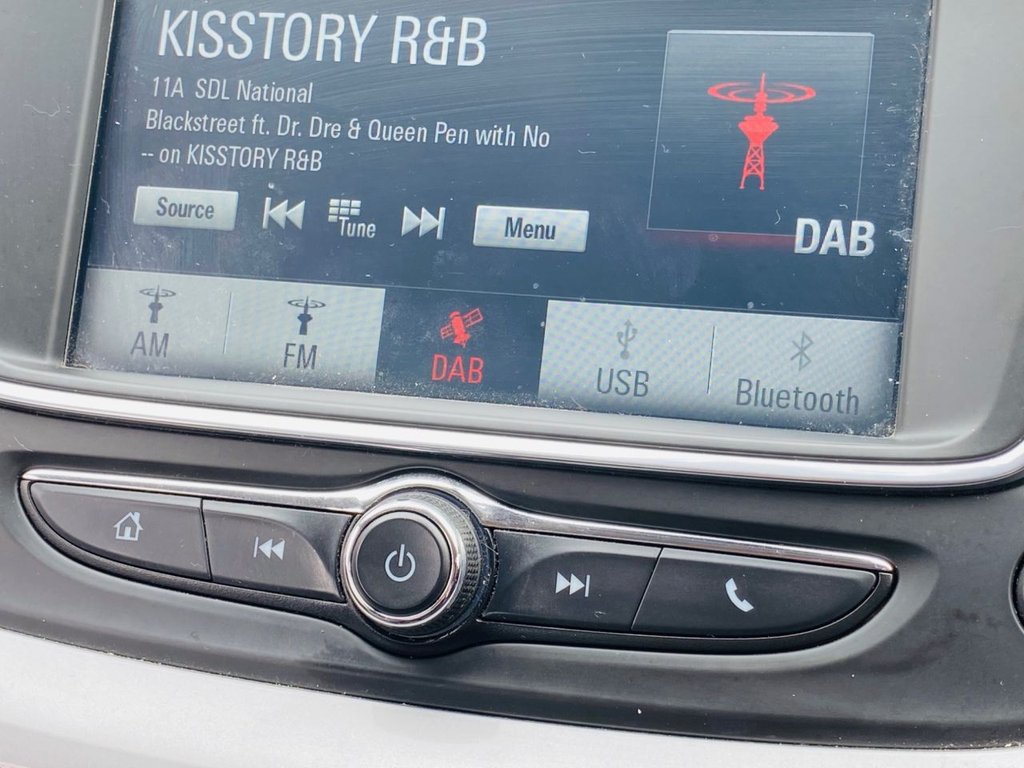 KISSTORY R&B
11A SDL National
Blackstreet ft. Dr. Dre & Queen Pen with No
-- on KISSTORY R&B
Source Tune Menu
DAB
AM FM DAB USB Bluetooth